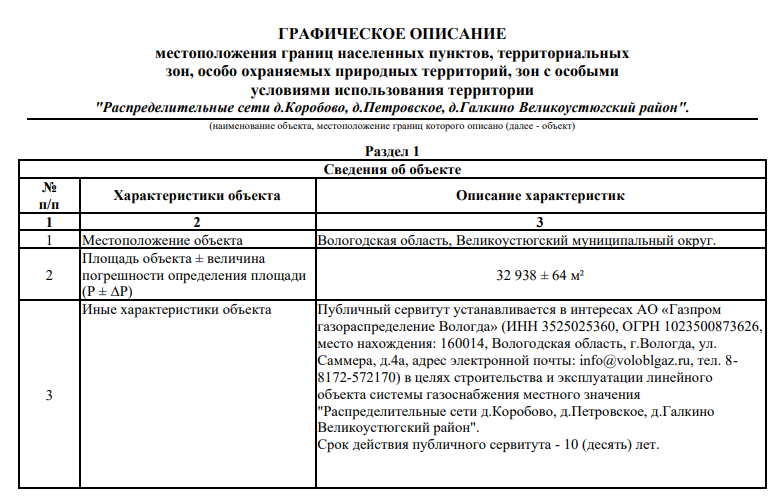 ГРАФИЧЕСКОЕ ОПИСАНИЕ
местоположения границ населенных пунктов, территориальных
зон, особо охраняемых природных территорий, зон с особыми
условиями использования территории
"Распределительные сети д.Коробово, д.Петровское, д.Галкино Великоустюгский район".
(наименование объекта, местоположение границ которого описано (далее - объект)
Раздел 1
Сведения об объекте
№
п/п
Характеристики объекта
Описание характеристик
1
2
3
1
Местоположение объекта
Вологодская область, Великоустюгский муниципальный округ.
2
Площадь объекта ± величина
погрешности определения площади
(P ± ΔP)
32 938 ± 64 м²
3
Иные характеристики объекта
Публичный сервитут устанавливается в интересах АО «Газпром
газораспределение Вологда» (ИНН 3525025360, ОГРН 1023500873626,
место нахождения: 160014, Вологодская область, г.Вологда, ул.
Саммера, д.4а, адрес электронной почты: info@voloblgaz.ru, тел. 8-
8172-572170) в целях строительства и эксплуатации линейного
объекта системы газоснабжения местного значения
"Распределительные сети д.Коробово, д.Петровское, д.Галкино
Великоустюгский район".
Срок действия публичного сервитута - 10 (десять) лет.